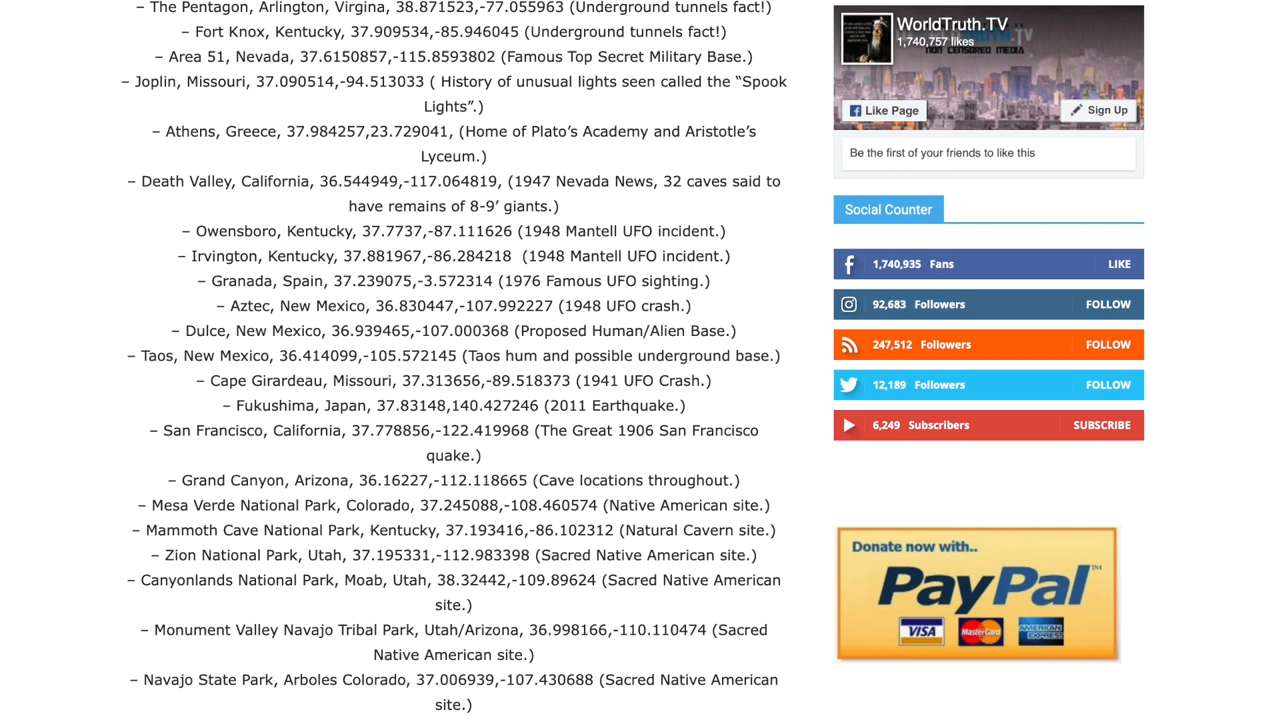 – The Pentagon, Arlington, Virgina, 38.871523,-77.055963 (Underground tunnels fact!)
– Fort Knox, Kentucky, 37.909534,-85.946045 (Underground tunnels fact!)
– Area 51, Nevada, 37.6150857,-115.8593802 (Famous Top Secret Military Base.)
– Joplin, Missouri, 37.090514,-94.513033 ( History of unusual lights seen called the “Spook
Lights”.)
– Athens, Greece, 37.984257,23.729041, (Home of Plato’s Academy and Aristotle’s
Lyceum.)
– Death Valley, California, 36.544949,-117.064819, (1947 Nevada News, 32 caves said to
have remains of 8-9’ giants.)
– Owensboro, Kentucky, 37.7737,-87.111626 (1948 Mantell UFO incident.)
– Irvington, Kentucky, 37.881967,-86.284218  (1948 Mantell UFO incident.)
– Granada, Spain, 37.239075,-3.572314 (1976 Famous UFO sighting.)
– Aztec, New Mexico, 36.830447,-107.992227 (1948 UFO crash.)
– Dulce, New Mexico, 36.939465,-107.000368 (Proposed Human/Alien Base.)
– Taos, New Mexico, 36.414099,-105.572145 (Taos hum and possible underground base.)
– Cape Girardeau, Missouri, 37.313656,-89.518373 (1941 UFO Crash.)
– Fukushima, Japan, 37.83148,140.427246 (2011 Earthquake.)
– San Francisco, California, 37.778856,-122.419968 (The Great 1906 San Francisco
quake.)
– Grand Canyon, Arizona, 36.16227,-112.118665 (Cave locations throughout.)
– Mesa Verde National Park, Colorado, 37.245088,-108.460574 (Native American site.)
– Mammoth Cave National Park, Kentucky, 37.193416,-86.102312 (Natural Cavern site.)
– Zion National Park, Utah, 37.195331,-112.983398 (Sacred Native American site.)
– Canyonlands National Park, Moab, Utah, 38.32442,-109.89624 (Sacred Native American
site.)
– Monument Valley Navajo Tribal Park, Utah/Arizona, 36.998166,-110.110474 (Sacred
Native American site.)
– Navajo State Park, Arboles Colorado, 37.006939,-107.430688 (Sacred Native American
site.)
WorldTruth.TV
1,740,757 likes
NON CENSORED MEDIA
Like Page
Sign Up
Be the first of your friends to like this
Social Counter
1,740,935 Fans LIKE
92,683 Followers FOLLOW
247,512 Followers FOLLOW
12,189 Followers FOLLOW
6,249 Subscribers SUBSCRIBE
Donate now with..
PayPal™
VISA MasterCard AMERICAN EXPRESS